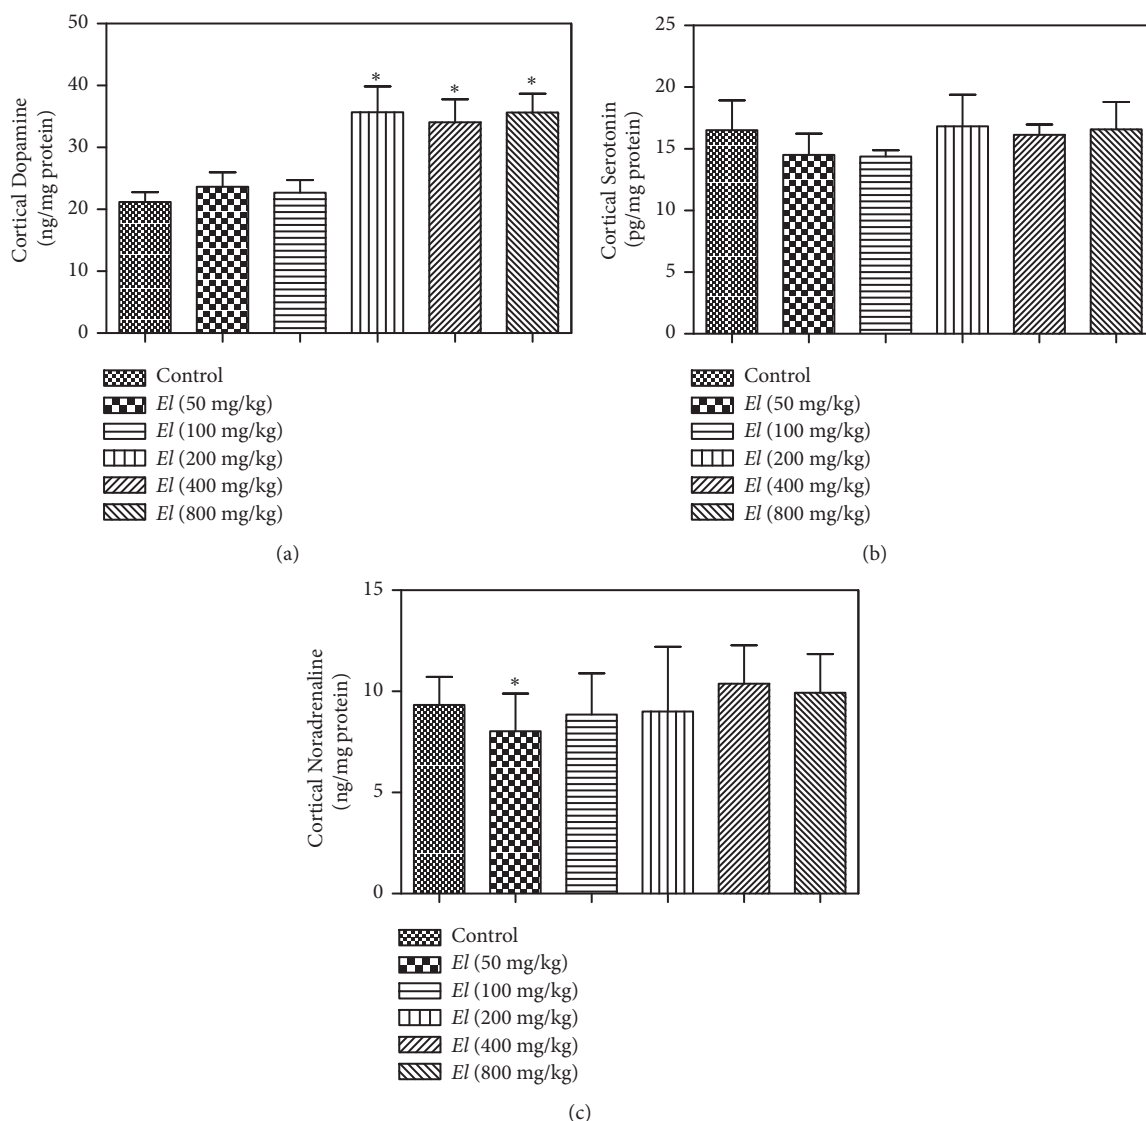 50
40
30
20
10
0
Cortical Dopamine
(ng/mg protein)
*
*
*
Control
El (50 mg/kg)
El (100 mg/kg)
El (200 mg/kg)
El (400 mg/kg)
El (800 mg/kg)
(a)
25
20
15
10
5
0
Cortical Serotonin
(pg/mg protein)
Control
El (50 mg/kg)
El (100 mg/kg)
El (200 mg/kg)
El (400 mg/kg)
El (800 mg/kg)
(b)
15
10
5
0
Cortical Noradrenaline
(ng/mg protein)
*
Control
El (50 mg/kg)
El (100 mg/kg)
El (200 mg/kg)
El (400 mg/kg)
El (800 mg/kg)
(c)